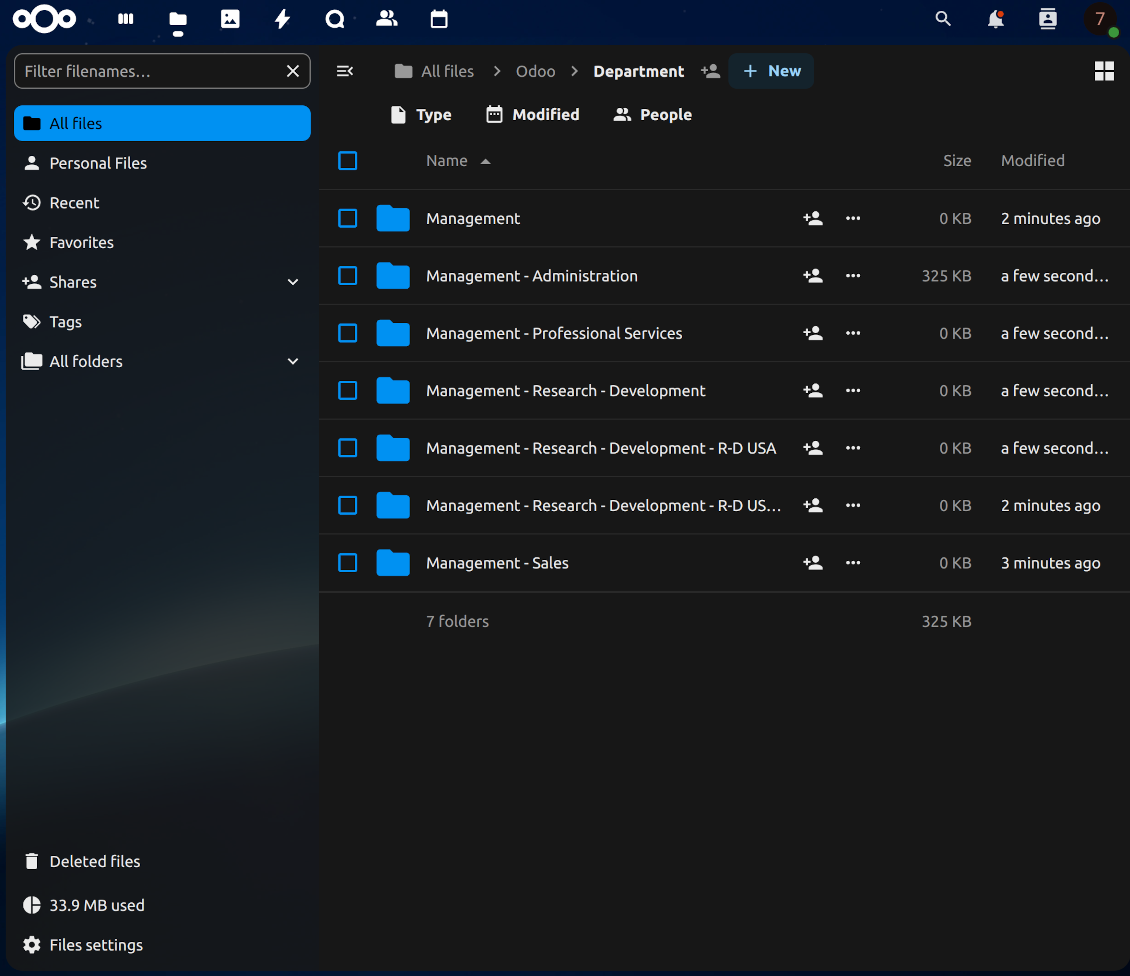 7
Filter filenames...
All files
Odoo
Department
New
Type
Modified
People
All files
Personal Files
Recent
Favorites
Shares
Tags
All folders
Name
Size
Modified
Management
0 KB
2 minutes ago
Management - Administration
325 KB
a few second...
Management - Professional Services
0 KB
a few second...
Management - Research - Development
0 KB
a few second...
Management - Research - Development - R-D USA
0 KB
a few second...
Management - Research - Development - R-D US...
0 KB
2 minutes ago
Management - Sales
0 KB
3 minutes ago
7 folders
325 KB
Deleted files
33.9 MB used
Files settings